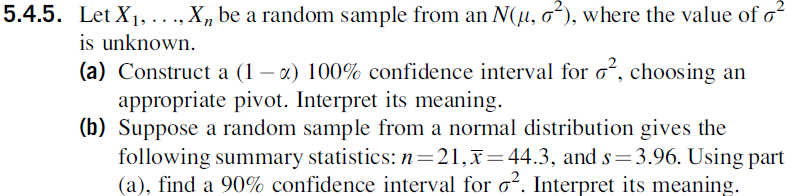 5.4.5. Let X₁, . . ., Xₙ be a random sample from an N(μ, σ²), where the value of σ²
is unknown.
(a) Construct a (1 − α) 100% confidence interval for σ², choosing an
appropriate pivot. Interpret its meaning.
(b) Suppose a random sample from a normal distribution gives the
following summary statistics: n = 21, x̅ = 44.3, and s = 3.96. Using part
(a), find a 90% confidence interval for σ². Interpret its meaning.